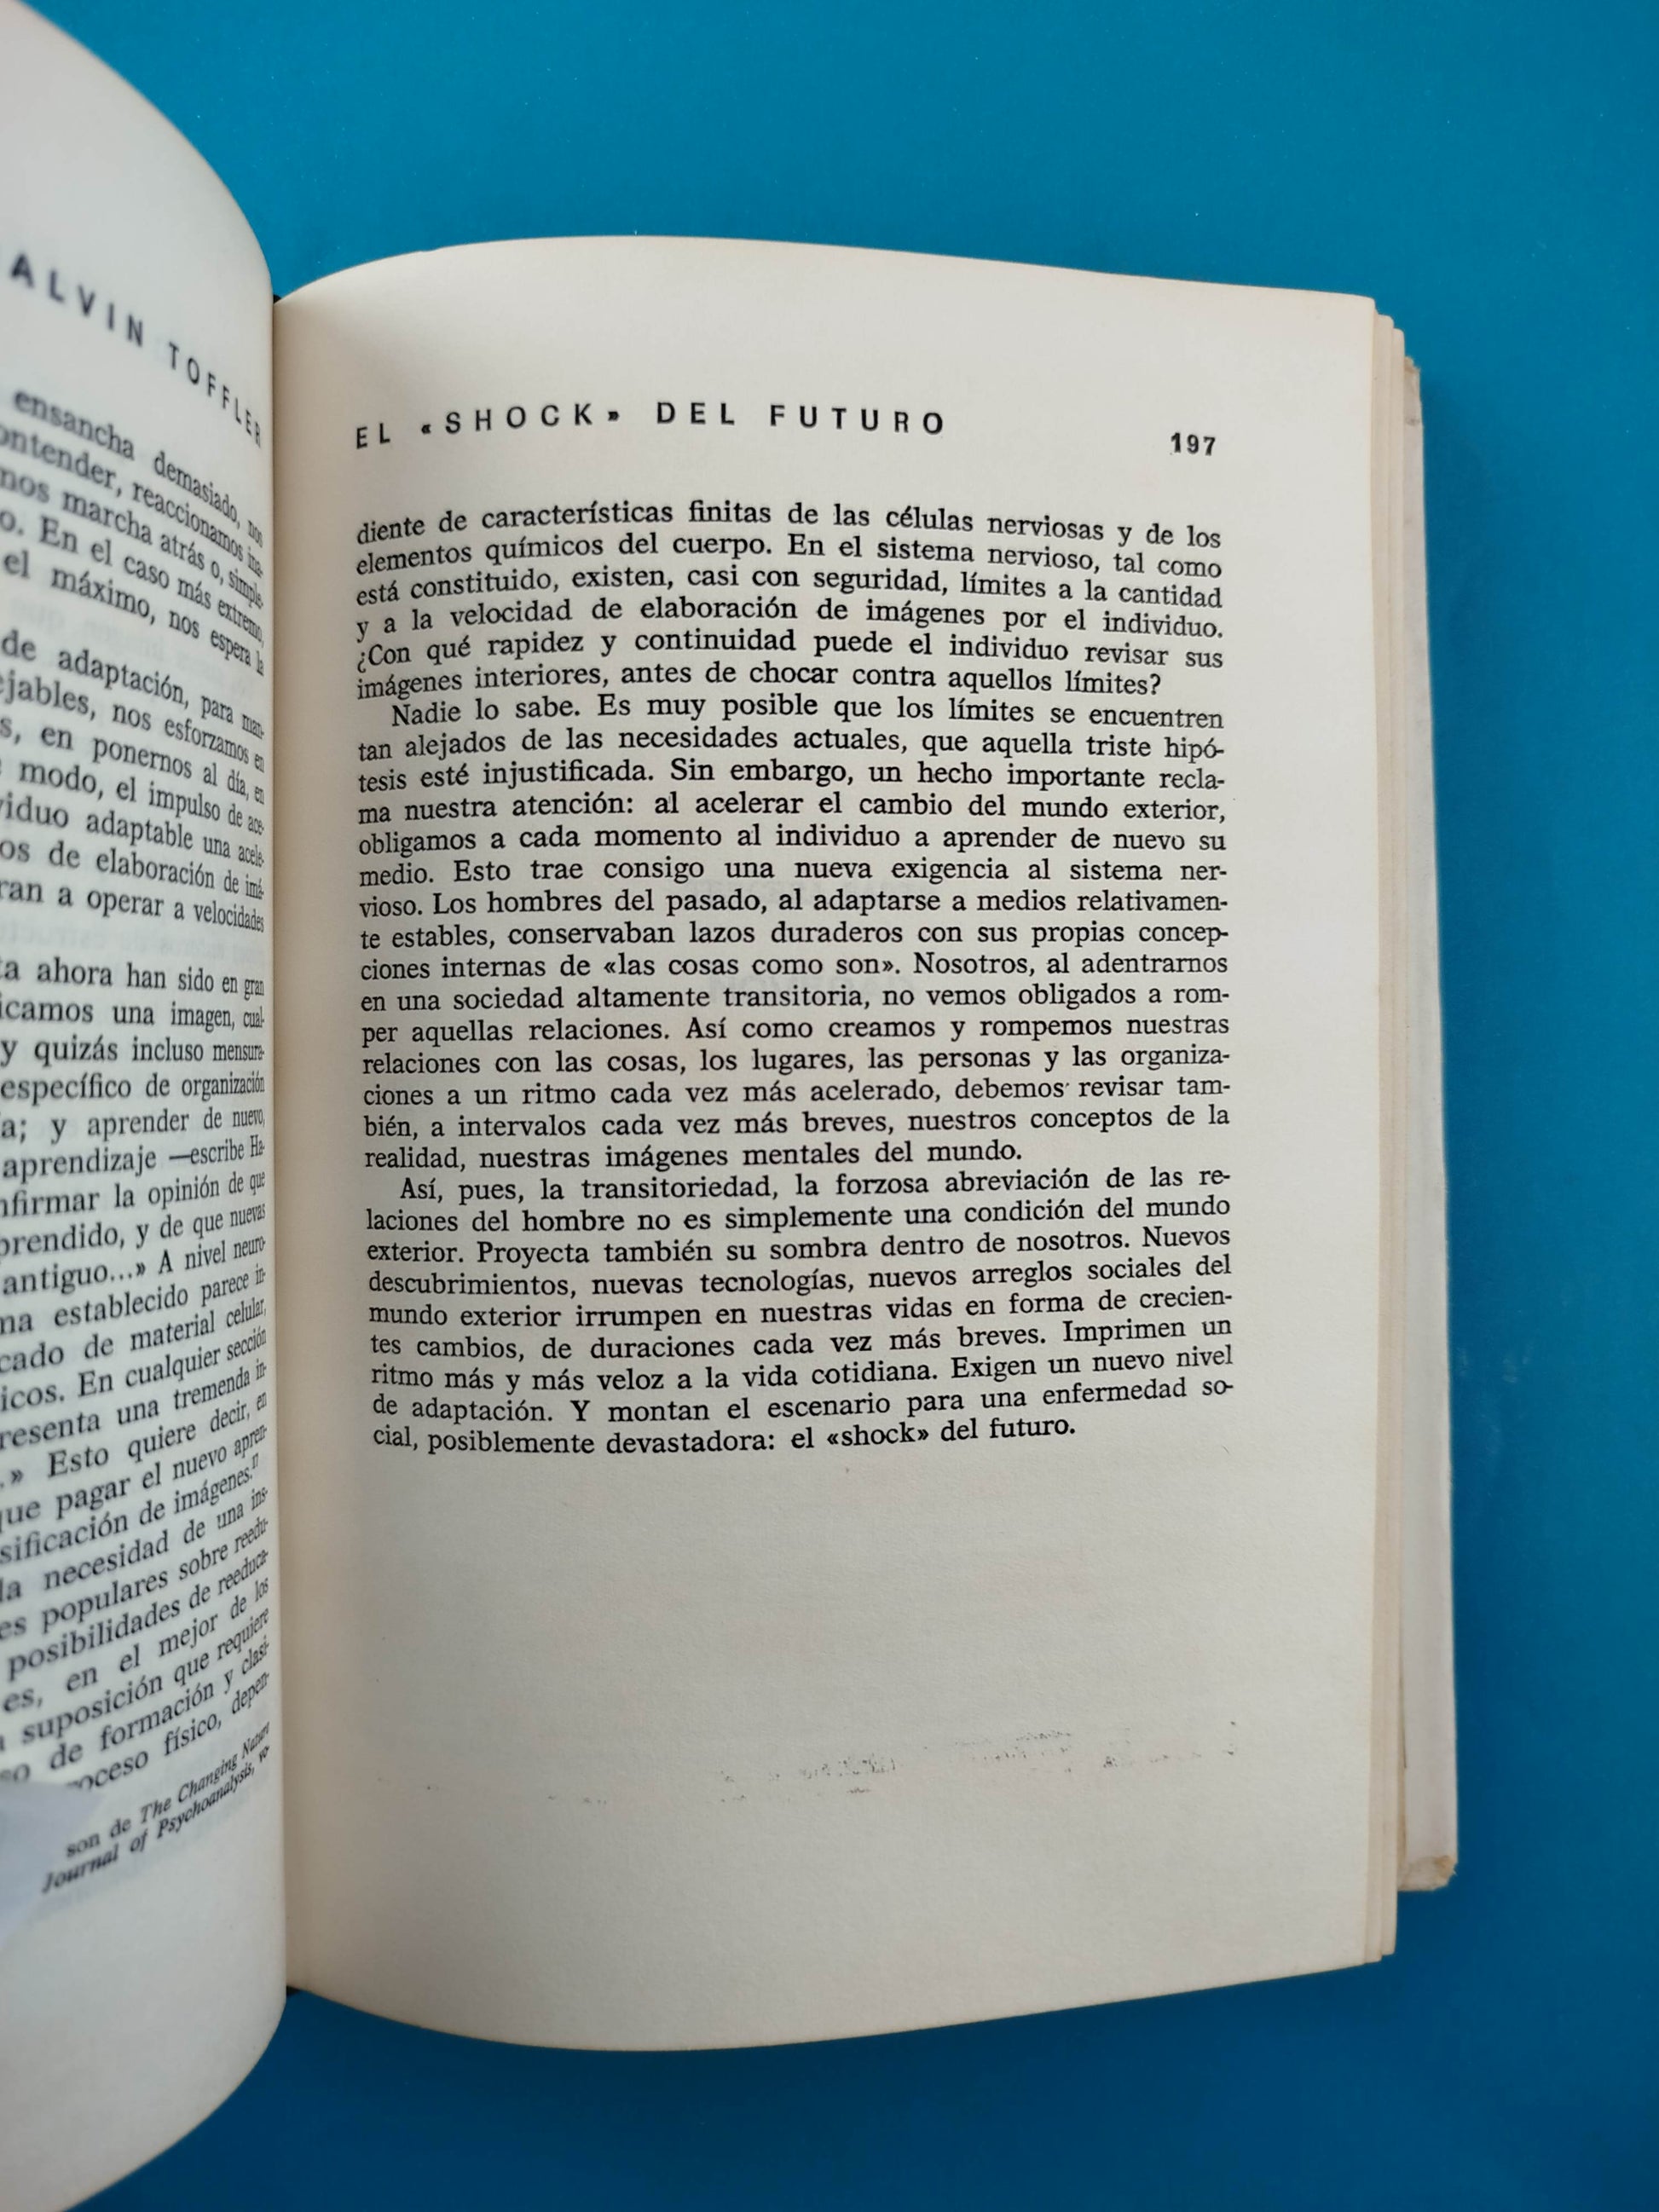 ALVIN TOFFLER
ensancha demasiado, nos
ontender, reaccionamos ina-
nos marcha atrás o, simple-
o. En el caso más extremo,
el máximo, nos espera la
de adaptación, para man-
ejables, nos esforzamos en
s, en ponernos al día, en
modo, el impulso de ace-
viduo adaptable una acele-
os de elaboración de imá-
ran a operar a velocidades
ta ahora han sido en gran
icamos una imagen, cual-
y quizás incluso mensura-
específico de organización
a; y aprender de nuevo,
aprendizaje —escribe Ha-
nfirmar la opinión de que
prendido, y de que nuevas
antiguo...» A nivel neuro-
na establecido parece in-
cado de material celular,
icos. En cualquier sección
resenta una tremenda in-
.» Esto quiere decir, en
que pagar el nuevo apren-
sificación de imágenes.17
la necesidad de una ins-
es populares sobre reedu-
posibilidades de reeduca-
es, en el mejor de los
suposición que requiere
so de formación y clasi-
roceso físico, depen-
son de The Changing Nature
Journal of Psychoanalysis, vo-
EL «SHOCK» DEL FUTURO 197
diente de características finitas de las células nerviosas y de los
elementos químicos del cuerpo. En el sistema nervioso, tal como
está constituido, existen, casi con seguridad, límites a la cantidad
y a la velocidad de elaboración de imágenes por el individuo.
¿Con qué rapidez y continuidad puede el individuo revisar sus
imágenes interiores, antes de chocar contra aquellos límites?
Nadie lo sabe. Es muy posible que los límites se encuentren
tan alejados de las necesidades actuales, que aquella triste hipó-
tesis esté injustificada. Sin embargo, un hecho importante recla-
ma nuestra atención: al acelerar el cambio del mundo exterior,
obligamos a cada momento al individuo a aprender de nuevo su
medio. Esto trae consigo una nueva exigencia al sistema ner-
vioso. Los hombres del pasado, al adaptarse a medios relativamen-
te estables, conservaban lazos duraderos con sus propias concep-
ciones internas de «las cosas como son». Nosotros, al adentrarnos
en una sociedad altamente transitoria, no vemos obligados a rom-
per aquellas relaciones. Así como creamos y rompemos nuestras
relaciones con las cosas, los lugares, las personas y las organiza-
ciones a un ritmo cada vez más acelerado, debemos revisar tam-
bién, a intervalos cada vez más breves, nuestros conceptos de la
realidad, nuestras imágenes mentales del mundo.
Así, pues, la transitoriedad, la forzosa abreviación de las re-
laciones del hombre no es simplemente una condición del mundo
exterior. Proyecta también su sombra dentro de nosotros. Nuevos
descubrimientos, nuevas tecnologías, nuevos arreglos sociales del
mundo exterior irrumpen en nuestras vidas en forma de crecien-
tes cambios, de duraciones cada vez más breves. Imprimen un
ritmo más y más veloz a la vida cotidiana. Exigen un nuevo nivel
de adaptación. Y montan el escenario para una enfermedad so-
cial, posiblemente devastadora: el «shock» del futuro.